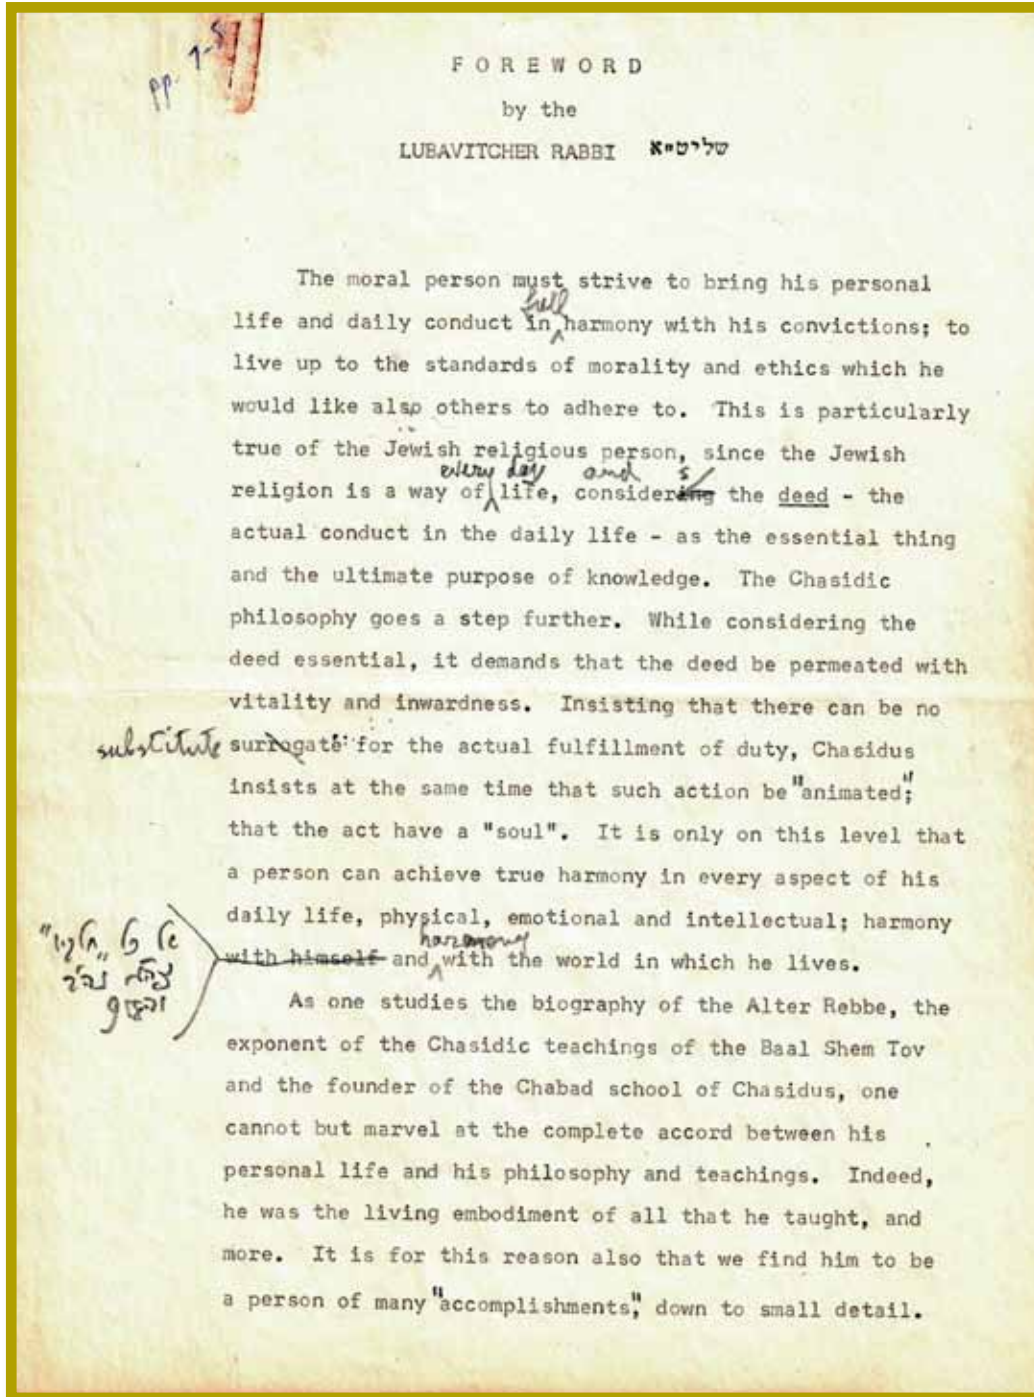 pp. 1-5
FOREWORD
by the
LUBAVITCHER RABBI שליט"א
The moral person must strive to bring his personal
full
life and daily conduct in harmony with his convictions; to
live up to the standards of morality and ethics which he
would like also others to adhere to. This is particularly
true of the Jewish religious person, since the Jewish
every day and s
religion is a way of life, considering the deed - the
actual conduct in the daily life - as the essential thing
and the ultimate purpose of knowledge. The Chasidic
philosophy goes a step further. While considering the
deed essential, it demands that the deed be permeated with
vitality and inwardness. Insisting that there can be no
substitute surrogate for the actual fulfillment of duty, Chasidus
insists at the same time that such action be "animated;"
that the act have a "soul". It is only on this level that
a person can achieve true harmony in every aspect of his
daily life, physical, emotional and intellectual; harmony
harmony
with himself and with the world in which he lives.
As one studies the biography of the Alter Rebbe, the
exponent of the Chasidic teachings of the Baal Shem Tov
and the founder of the Chabad school of Chasidus, one
cannot but marvel at the complete accord between his
personal life and his philosophy and teachings. Indeed,
he was the living embodiment of all that he taught, and
more. It is for this reason also that we find him to be
a person of many "accomplishments," down to small detail.